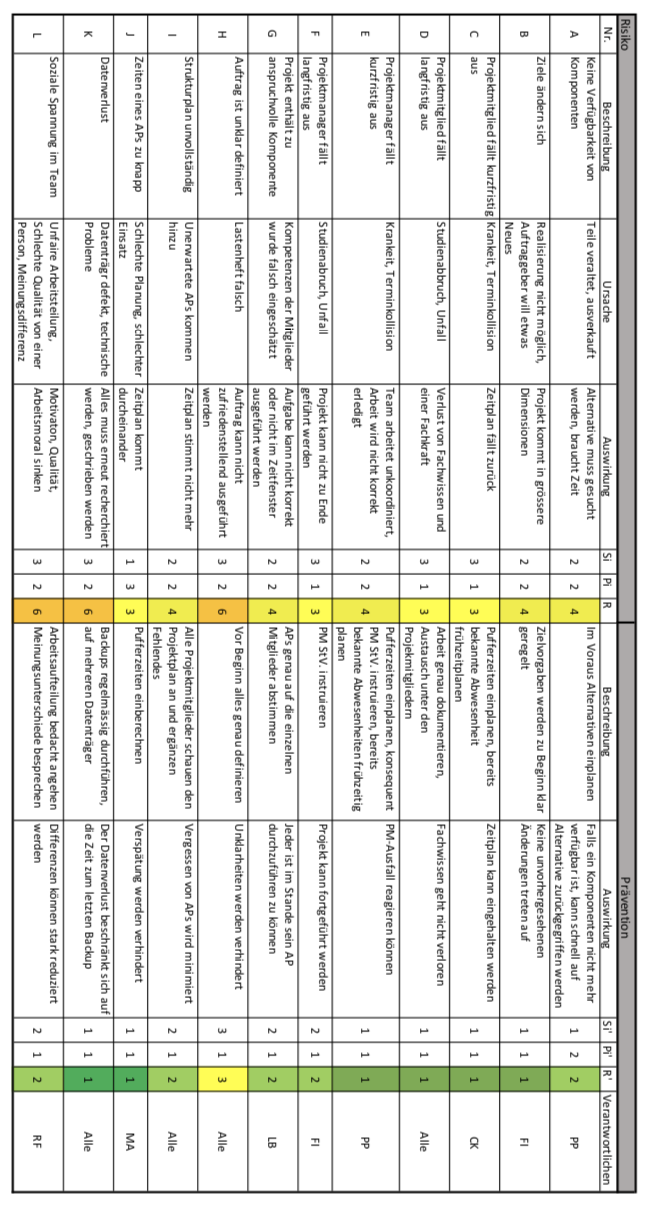 Risiko
Prävention
Nr.
Beschreibung
Ursache
Auswirkung
Si
Pi
R
Beschreibung
Auswirkung
Si'
Pi'
R'
Verantwortlichen
A
Keine Verfügbarkeit von
Komponenten
Teile veraltet, ausverkauft
Alternative muss gesucht
werden, braucht Zeit
2
2
4
Im Voraus Alternativen einplanen
Falls ein Komponenten nicht mehr
verfügbar ist, kann schnell auf
Alternative zurückgegriffen werden
1
2
2
PP
B
Ziele ändern sich
Realisierung nicht möglich,
Auftraggeber will etwas
Neues
Projekt kommt in grössere
Dimensionen
2
2
4
Zielvorgaben werden zu Beginn klar
geregelt
Keine unvorhergesehenen
Änderungen treten auf
1
1
1
FI
C
Projektmitglied fällt kurzfristig
aus
Krankeit, Terminkollision
Zeitplan fällt zurück
3
1
3
Pufferzeiten einplanen, bereits
bekannte Abwesenheit
frühzeitplanen
Zeitplan kann eingehalten werden
1
1
1
CK
D
Projektmitglied fällt
langfristig aus
Studienabbruch, Unfall
Verlust von Fachwissen und
einer Fachkraft
3
1
3
Arbeit genau dokumentieren,
Austausch unter den
Projekmitgliedern
Fachwissen geht nicht verloren
1
1
1
Alle
E
Projektmanager fällt
kurzfristig aus
Krankeit, Terminkollision
Team arbeitet unkoordiniert,
Arbeit wird nicht korrekt
erledigt
2
2
4
Pufferzeiten einplanen, konsequent
PM StV. instruieren, bereits
bekannte Abwesenheiten frühzeitig
planen
PM-Ausfall reagieren können
1
1
1
PP
F
Projektmanager fällt
langfristig aus
Studienabruch, Unfall
Projekt kann nicht zu Ende
geführt werden
3
1
3
PM StV. instruieren
Projekt kann fortgeführt werden
2
1
2
FI
G
Projekt enthält zu
anspruchvolle Komponente
Kompetenzen der Mitglieder
wurde falsch eingeschätzt
Aufgabe kann nicht korrekt
oder nicht im Zeitfenster
ausgeführt werden
2
2
4
APs genau auf die einzelnen
Mitglieder abstimmen
Jeder ist im Stande sein AP
durchzuführen zu können
2
1
2
LB
H
Auftrag ist unklar definiert
Lastenheft falsch
Auftrag kann nicht
zufriedenstellend ausgeführt
werden
3
2
6
Vor Beginn alles genau definieren
Unklarheiten werden verhindert
3
1
3
Alle
I
Strukturplan unvollständig
Unerwartete APs kommen
hinzu
Zeitplan stimmt nicht mehr
2
2
4
Alle Projektmitglieder schauen den
Projektplan an und ergänzen
Fehlendes
Vergessen von APs wird minimiert
2
1
2
Alle
J
Zeiten eines APs zu knapp
Schlechte Planung, schlechter
Einsatz
Zeitplan kommt
durcheinander
1
3
3
Pufferzeiten einberechnen
Verspätung werden verhindert
1
1
1
MA
K
Datenverlust
Datenträgr defekt, technische
Probleme
Alles muss erneut recherchiert
werden, geschrieben werden
3
2
6
Backups regelmässig durchführen,
auf mehreren Datenträger
Der Datenverlust beschränkt sich auf
die Zeit zum letzten Backup
1
1
1
Alle
L
Soziale Spannung im Team
Unfaire Arbeitsteilung,
Schlechte Qualität von einer
Person, Meinungsdifferenz
Motivaton, Qualität,
Arbeitsmoral sinken
3
2
6
Arbeitsaufteilung bedacht angehen
Meinungsunterschiede besprechen
Differenzen können stark reduziert
werden
2
1
2
RF